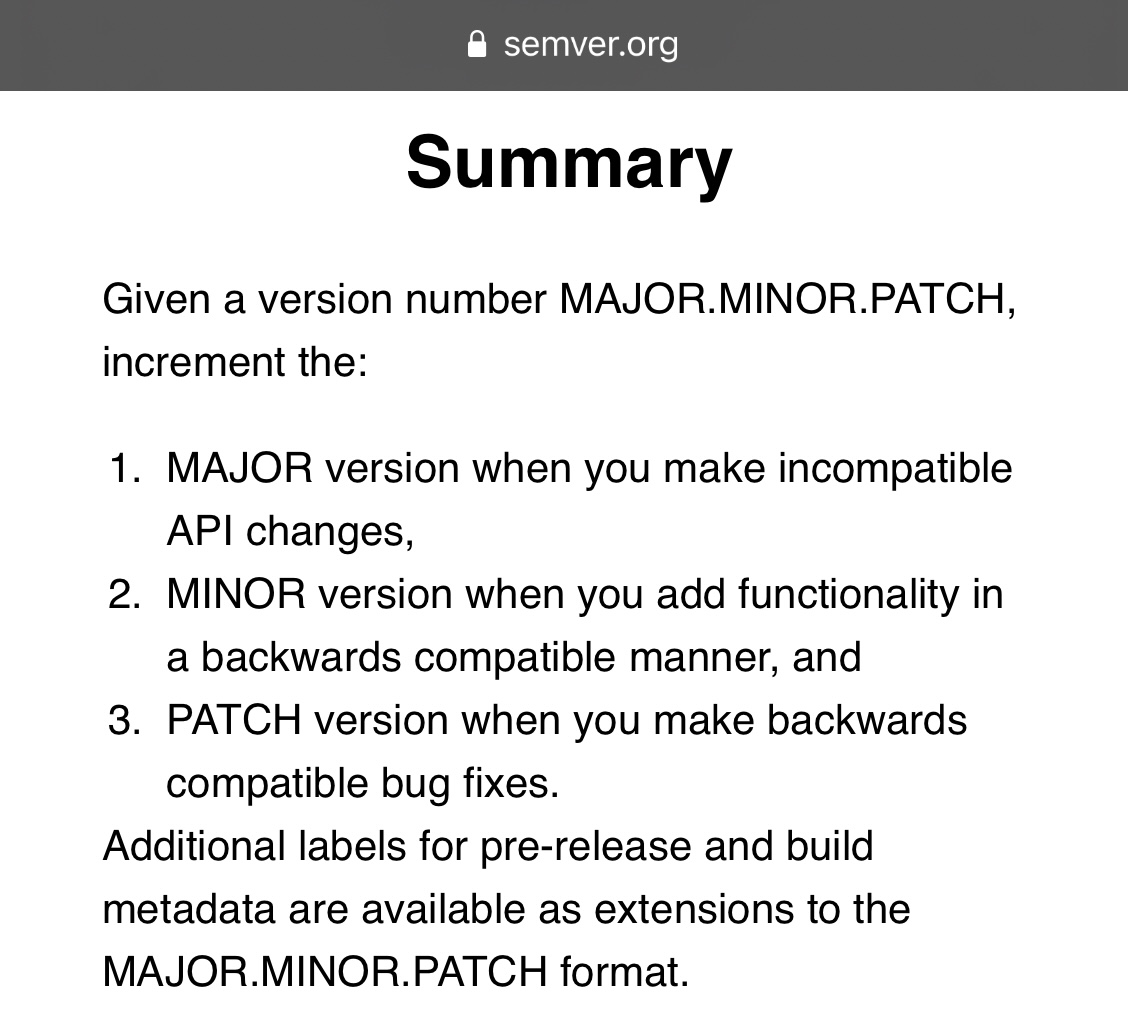 semver.org
Summary
Given a version number MAJOR.MINOR.PATCH,
increment the:
1. MAJOR version when you make incompatible
API changes,
2. MINOR version when you add functionality in
a backwards compatible manner, and
3. PATCH version when you make backwards
compatible bug fixes.
Additional labels for pre-release and build
metadata are available as extensions to the
MAJOR.MINOR.PATCH format.